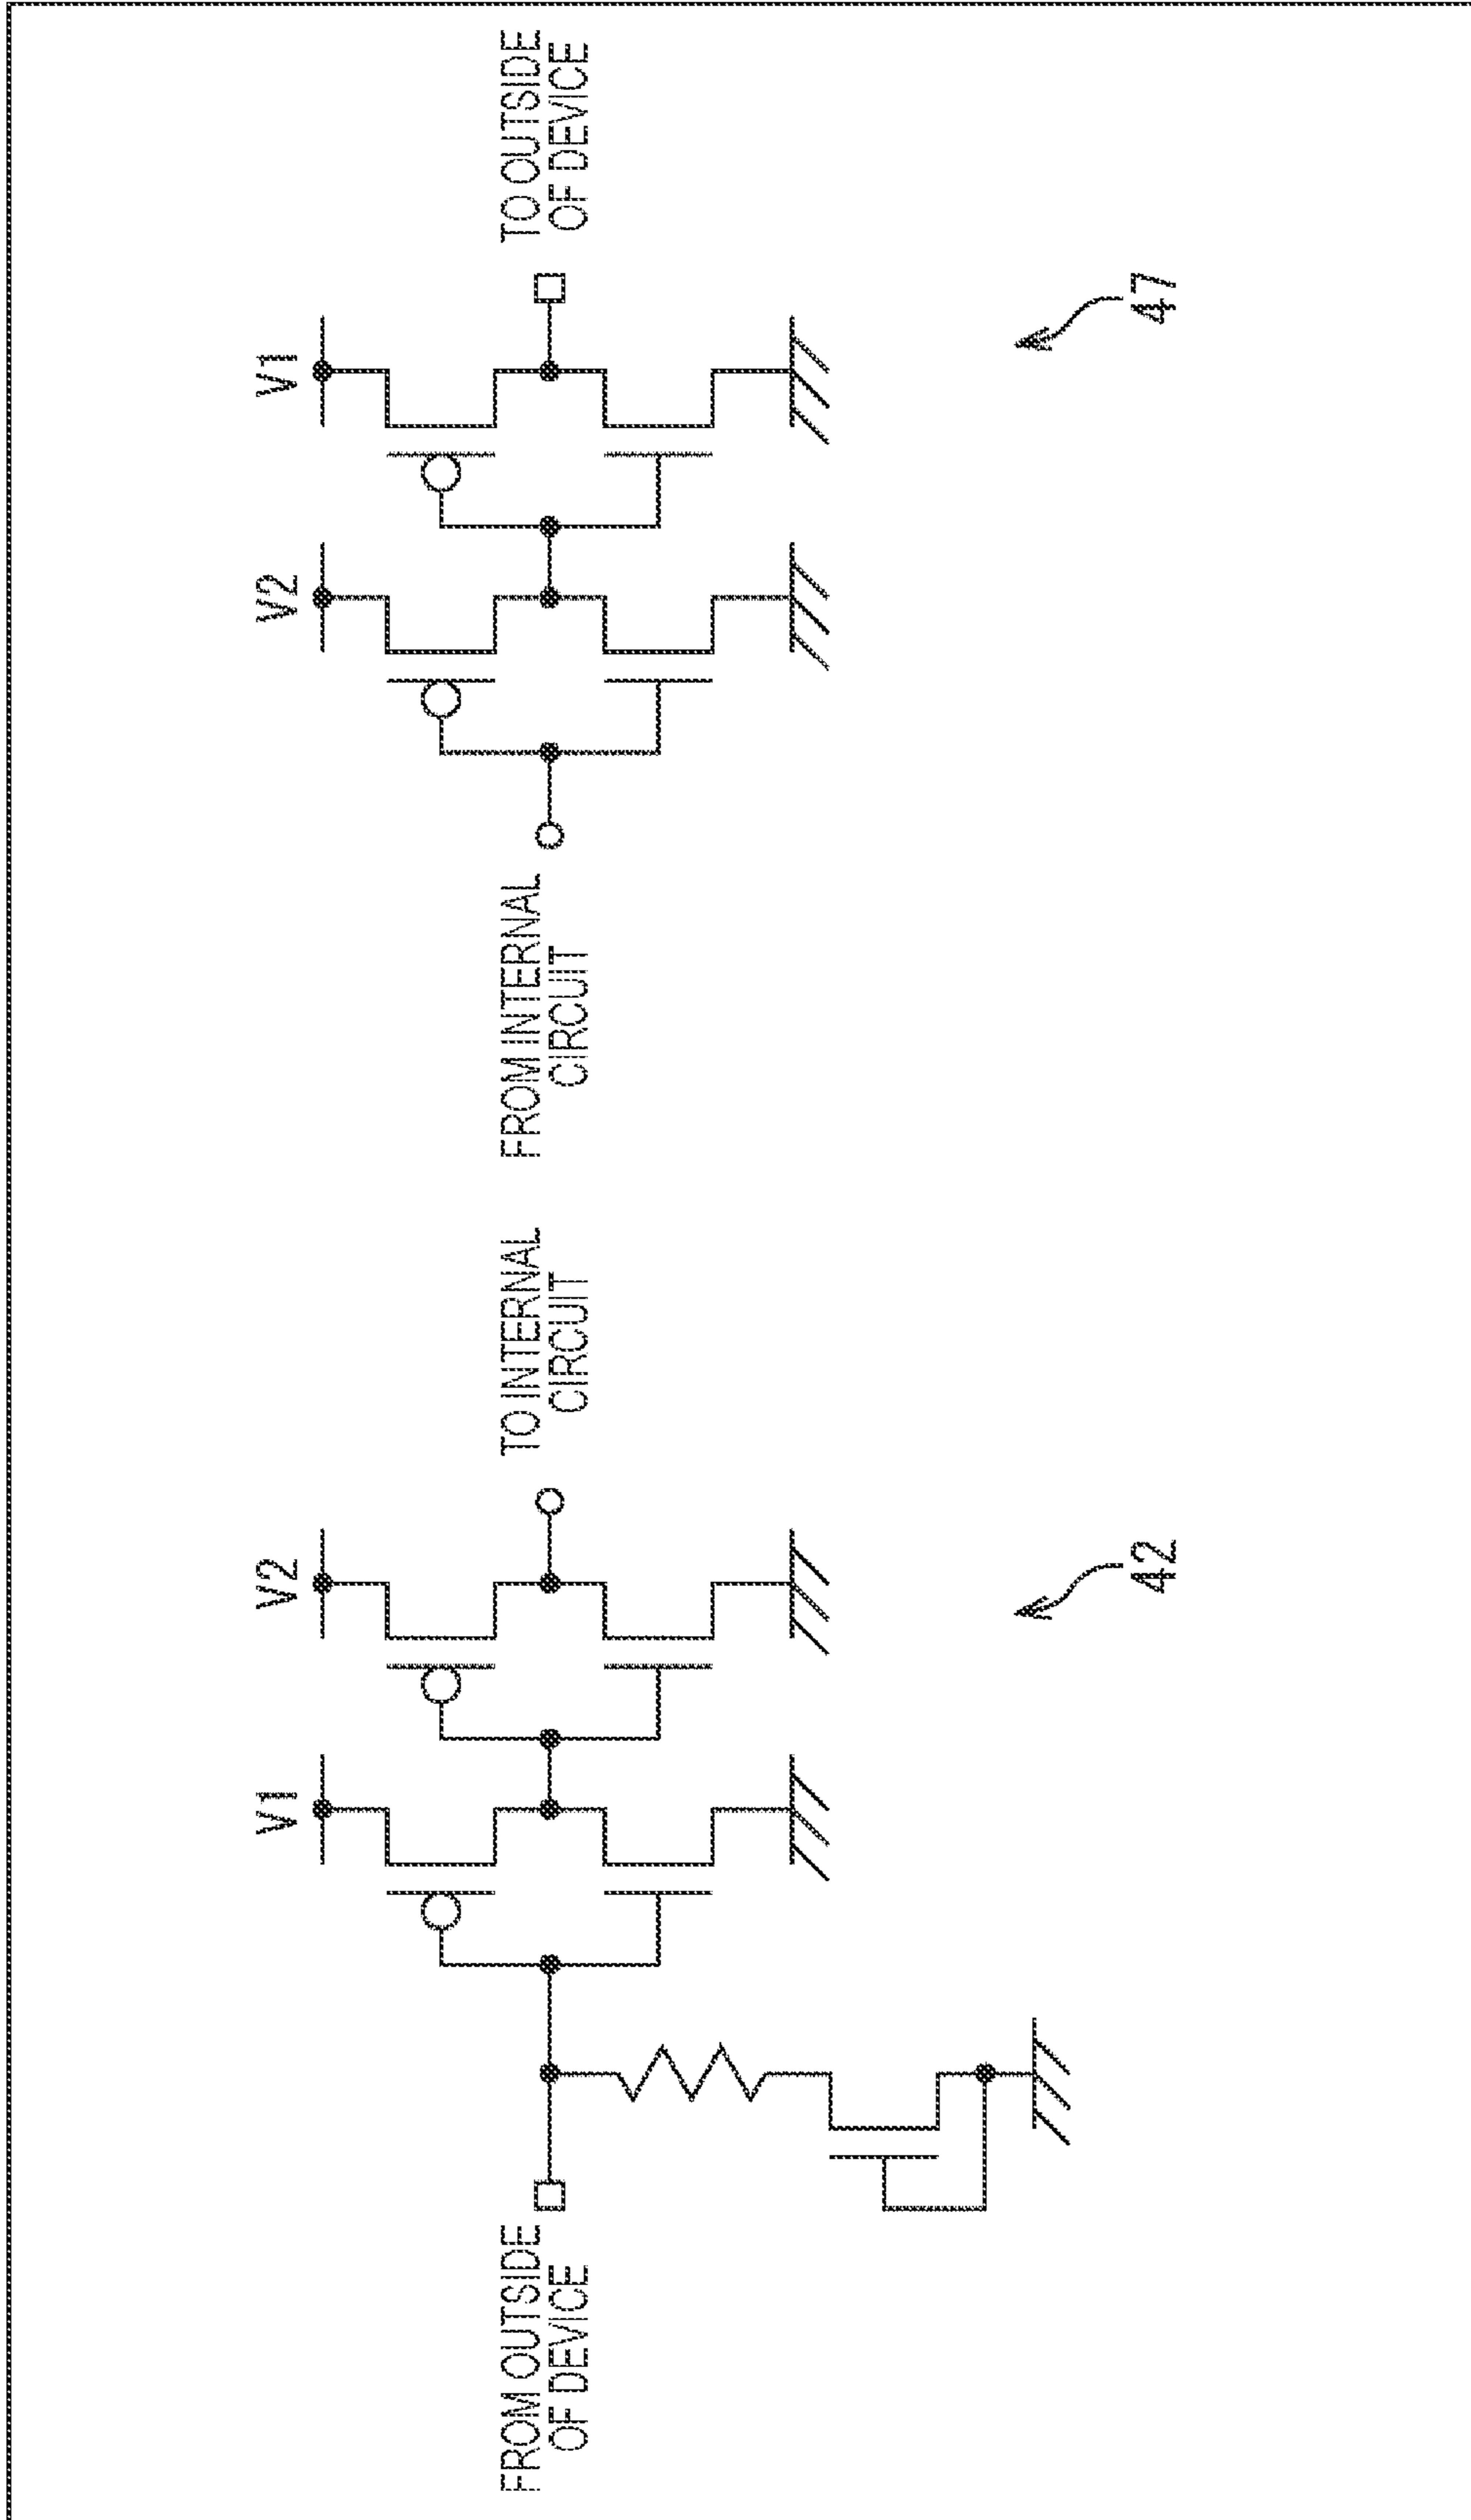 FROM OUTSIDE
OF DEVICE
V1
V2
TO INTERNAL
CIRCUIT
42
FROM INTERNAL
CIRCUIT
V2
V1
TO OUTSIDE
OF DEVICE
47